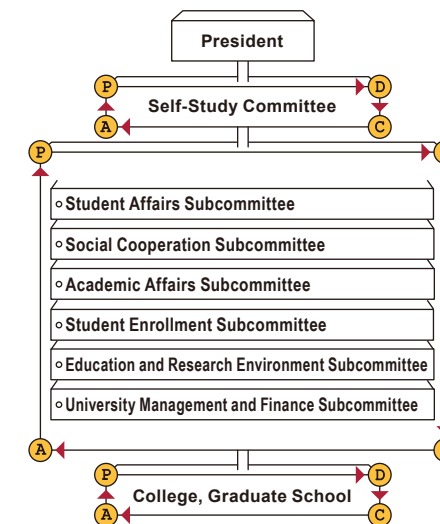 President
P D
Self-Study Committee
A C
P
Student Affairs Subcommittee
Social Cooperation Subcommittee
Academic Affairs Subcommittee
Student Enrollment Subcommittee
Education and Research Environment Subcommittee
University Management and Finance Subcommittee
A
P D
College, Graduate School
A C